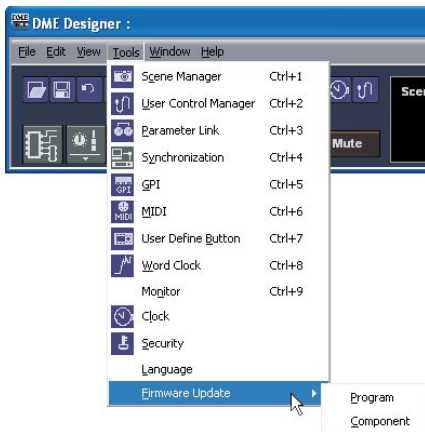 DME Designer :
File Edit View Tools Window Help
Scene Manager Ctrl+1
User Control Manager Ctrl+2
Parameter Link Ctrl+3
Synchronization Ctrl+4
GPI GPI Ctrl+5
MIDI MIDI Ctrl+6
User Define Button Ctrl+7
Word Clock Ctrl+8
Monitor Ctrl+9
Clock
Security
Language
Firmware Update
Program
Component
Mute
Scen